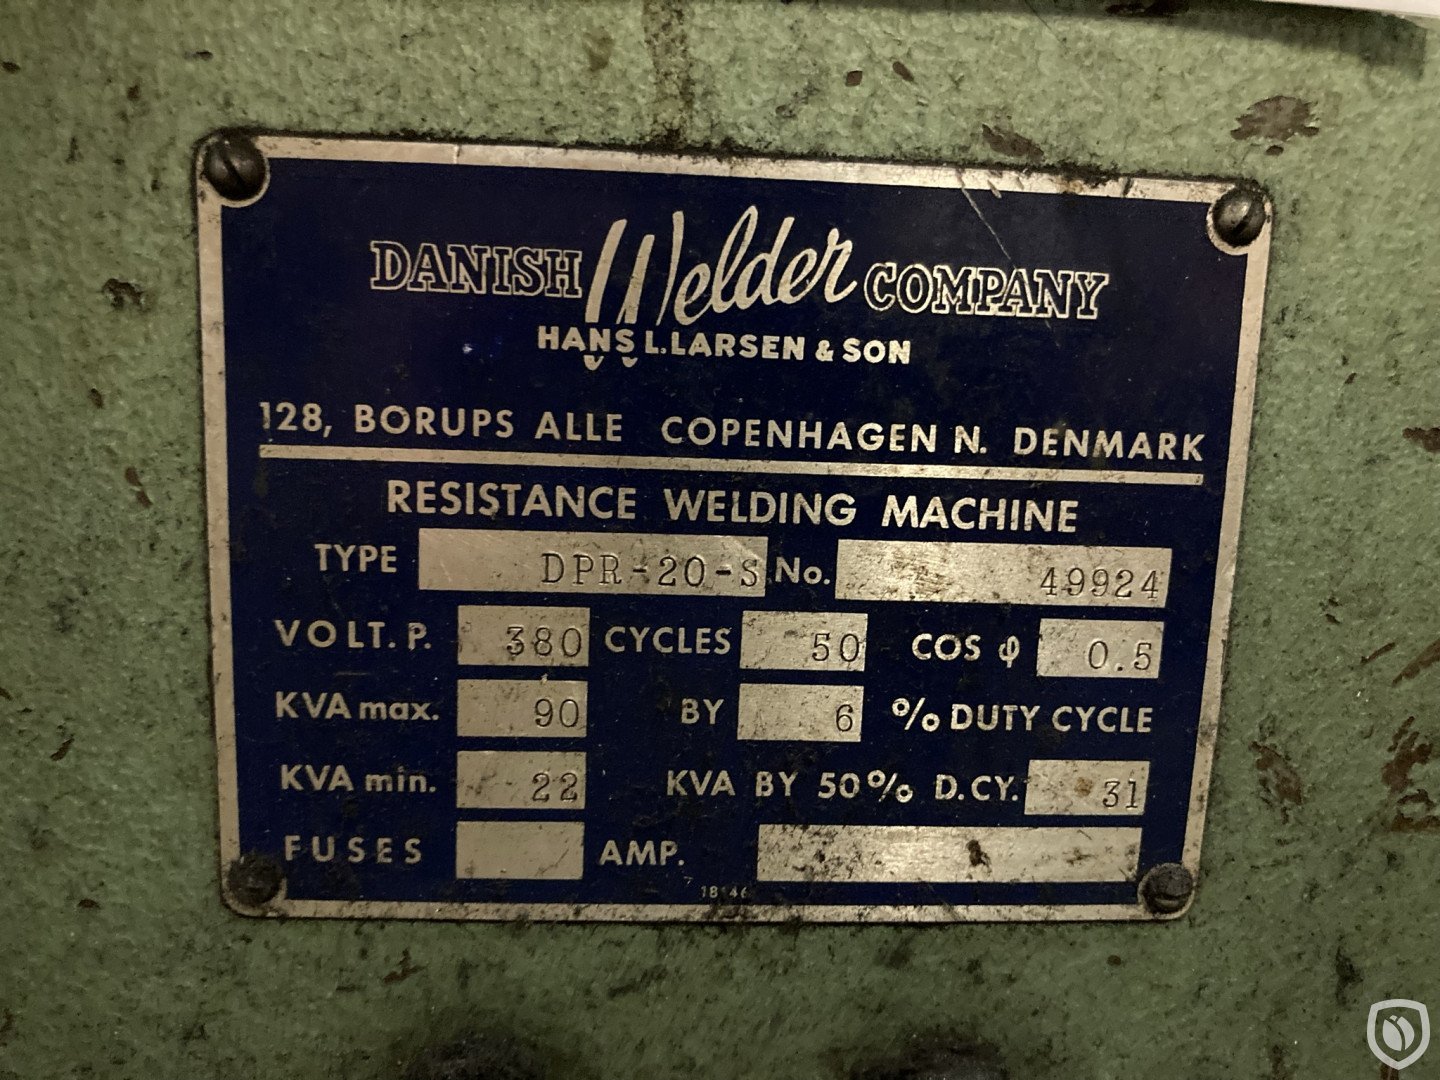 DANISH Welder COMPANY
HANS L. LARSEN & SON
128, BORUPS ALLE COPENHAGEN N. DENMARK
RESISTANCE WELDING MACHINE
TYPE DPR-20-S No. 49924
VOLT. P. 380 CYCLES 50 COS φ 0.5
KVA max. 90 BY 6 % DUTY CYCLE
KVA min. 22 KVA BY 50% D.CY. 31
FUSES AMP.